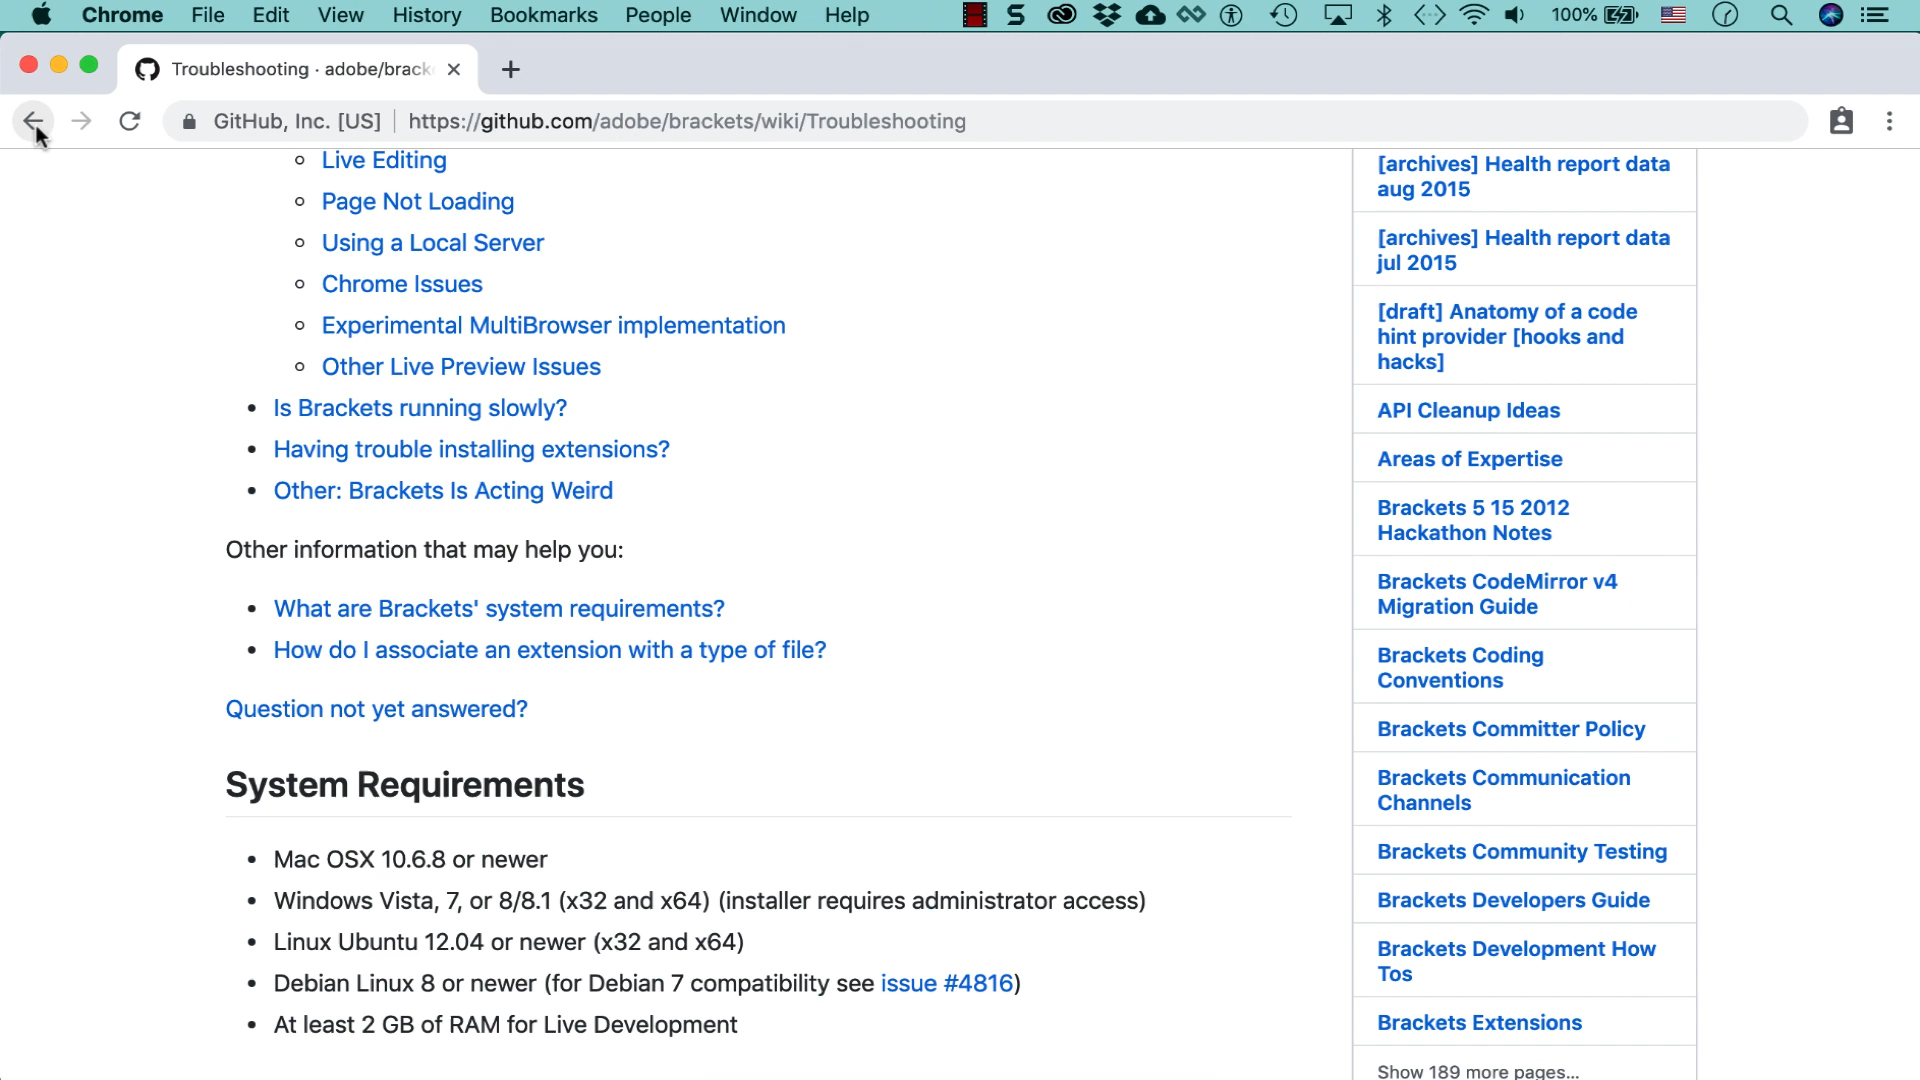 Chrome File Edit View History Bookmarks People Window Help 100%
Troubleshooting · adobe/brack
GitHub, Inc. [US] https://github.com/adobe/brackets/wiki/Troubleshooting
Live Editing
Page Not Loading
Using a Local Server
Chrome Issues
Experimental MultiBrowser implementation
Other Live Preview Issues
Is Brackets running slowly?
Having trouble installing extensions?
Other: Brackets Is Acting Weird
Other information that may help you:
What are Brackets' system requirements?
How do I associate an extension with a type of file?
Question not yet answered?
System Requirements
Mac OSX 10.6.8 or newer
Windows Vista, 7, or 8/8.1 (x32 and x64) (installer requires administrator access)
Linux Ubuntu 12.04 or newer (x32 and x64)
Debian Linux 8 or newer (for Debian 7 compatibility see issue #4816)
At least 2 GB of RAM for Live Development
[archives] Health report data
aug 2015
[archives] Health report data
jul 2015
[draft] Anatomy of a code
hint provider [hooks and
hacks]
API Cleanup Ideas
Areas of Expertise
Brackets 5 15 2012
Hackathon Notes
Brackets CodeMirror v4
Migration Guide
Brackets Coding
Conventions
Brackets Committer Policy
Brackets Communication
Channels
Brackets Community Testing
Brackets Developers Guide
Brackets Development How
Tos
Brackets Extensions
Show 189 more pages...